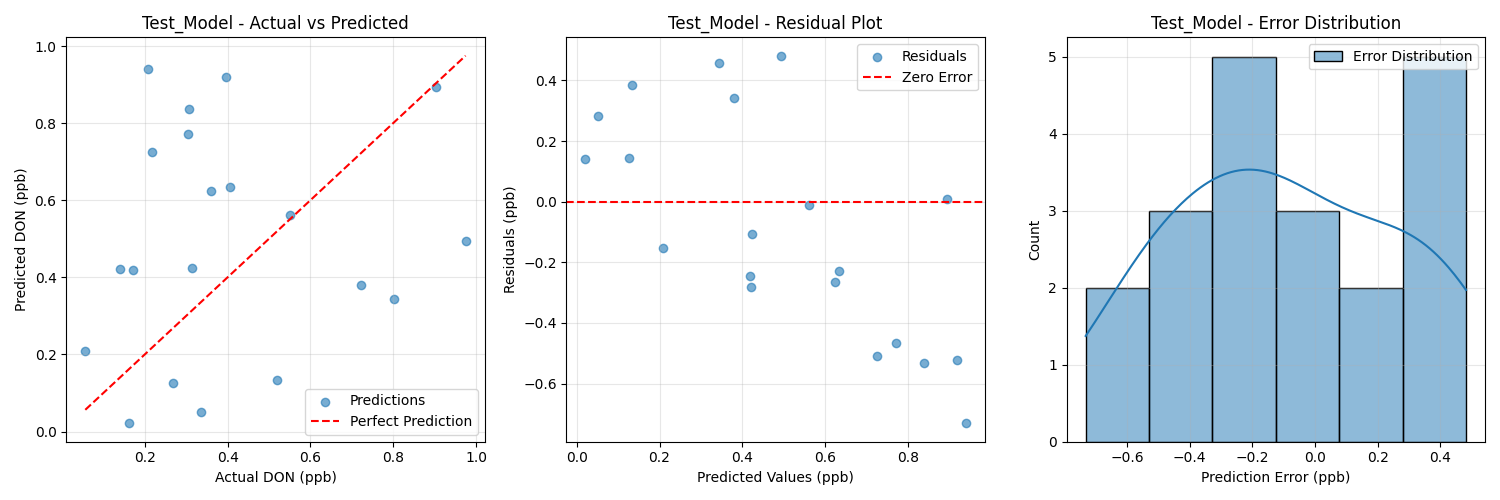 Test_Model - Actual vs Predicted
1.0
0.8
0.6
0.4
0.2
0.0
Predicted DON (ppb)
0.2
0.4
0.6
0.8
1.0
Actual DON (ppb)
Predictions
Perfect Prediction
Test_Model - Residual Plot
0.4
0.2
0.0
−0.2
−0.4
−0.6
Residuals (ppb)
0.0
0.2
0.4
0.6
0.8
Predicted Values (ppb)
Residuals
Zero Error
Test_Model - Error Distribution
5
4
3
2
1
0
Count
−0.6
−0.4
−0.2
0.0
0.2
0.4
Prediction Error (ppb)
Error Distribution